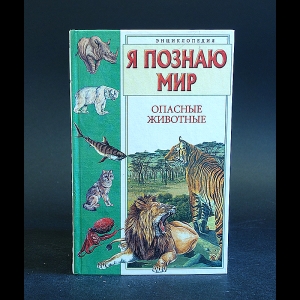 ЭНЦИКЛОПЕДИЯ
Я ПОЗНАЮ
МИР
ОПАСНЫЕ
ЖИВОТНЫЕ